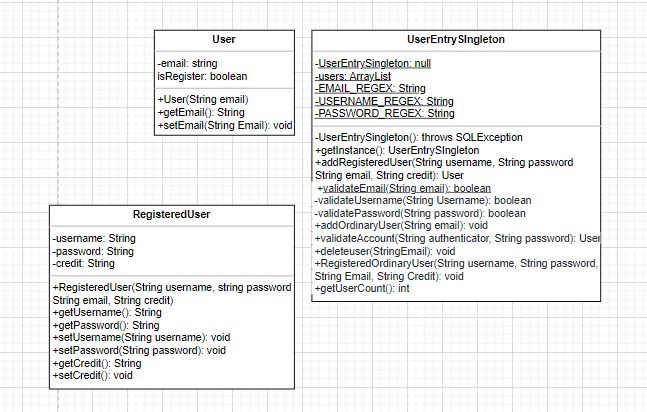 User
-email: string
isRegister: boolean
+User(String email)
+getEmail(): String
+setEmail(String Email): void
UserEntrySIngleton
-UserEntrySingleton: null
-users: ArrayList
-EMAIL_REGEX: String
-USERNAME_REGEX: String
-PASSWORD_REGEX: String
-UserEntrySingleton(): throws SQLException
+getInstance(): UserEntrySIngleton
+addRegisteredUser(String username, String password
String email, String credit): User
+validateEmail(String email): boolean
-validateUsername(String Username): boolean
-validatePassword(String password): boolean
+addOrdinaryUser(String email): void
+validateAccount(String authenticator, String password): User
+deleteuser(StringEmail): void
+RegisteredOrdinaryUser(String username, String password,
String Email, String Credit): void
+getUserCount(): int
RegisteredUser
-username: String
-password: String
-credit: String
+RegisteredUser(String username, string password
String email, String credit)
+getUsername(): String
+getPassword(): String
+setUsername(String username): void
+setPassword(String password): void
+getCredit(): String
+setCredit(): void